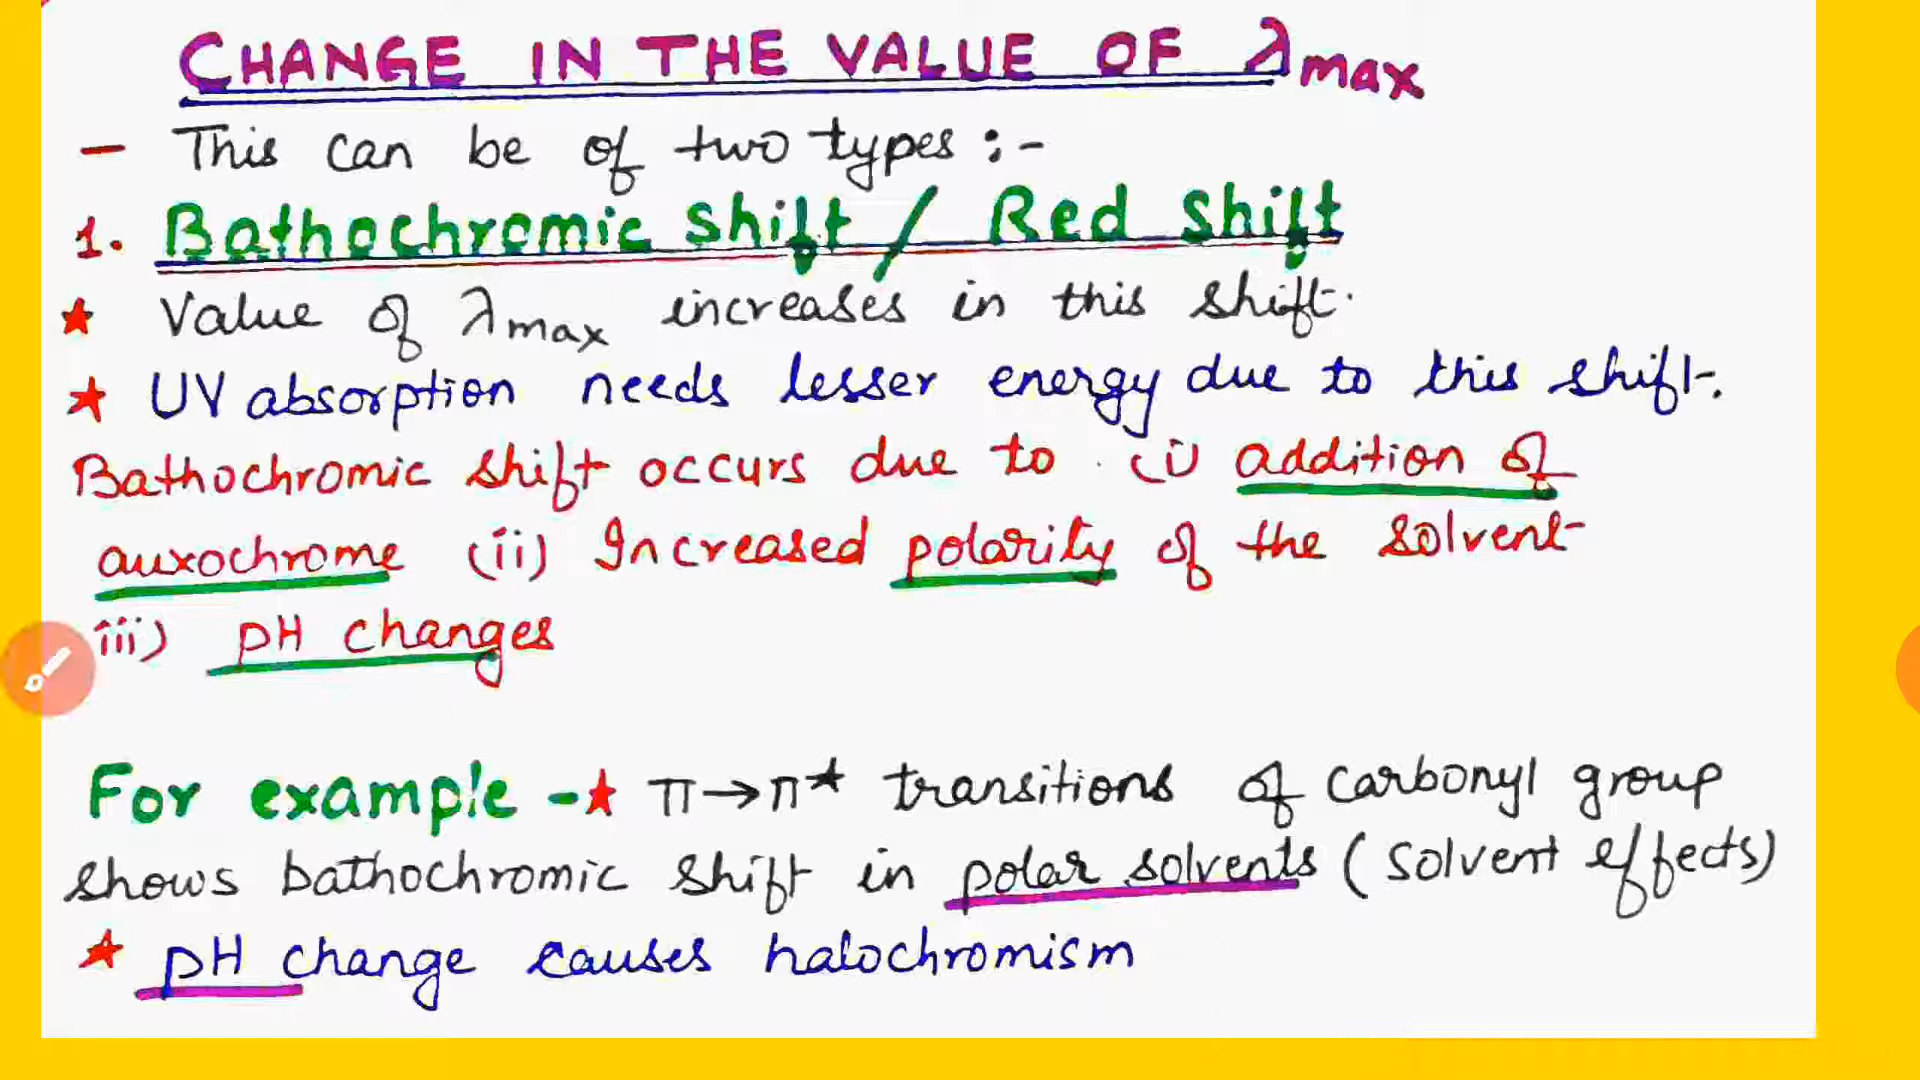 CHANGE IN THE VALUE OF λmax
- This can be of two types :-
1. Bathochromic shift / Red shift
★ Value of λmax increases in this shift.
★ UV absorption needs lesser energy due to this shift.
Bathochromic shift occurs due to (i) addition of
auxochrome (ii) Increased polarity of the solvent
iii) pH changes
For example -★ π→π* transitions of carbonyl group
shows bathochromic shift in polar solvents (solvent effects)
★ pH change causes halochromism